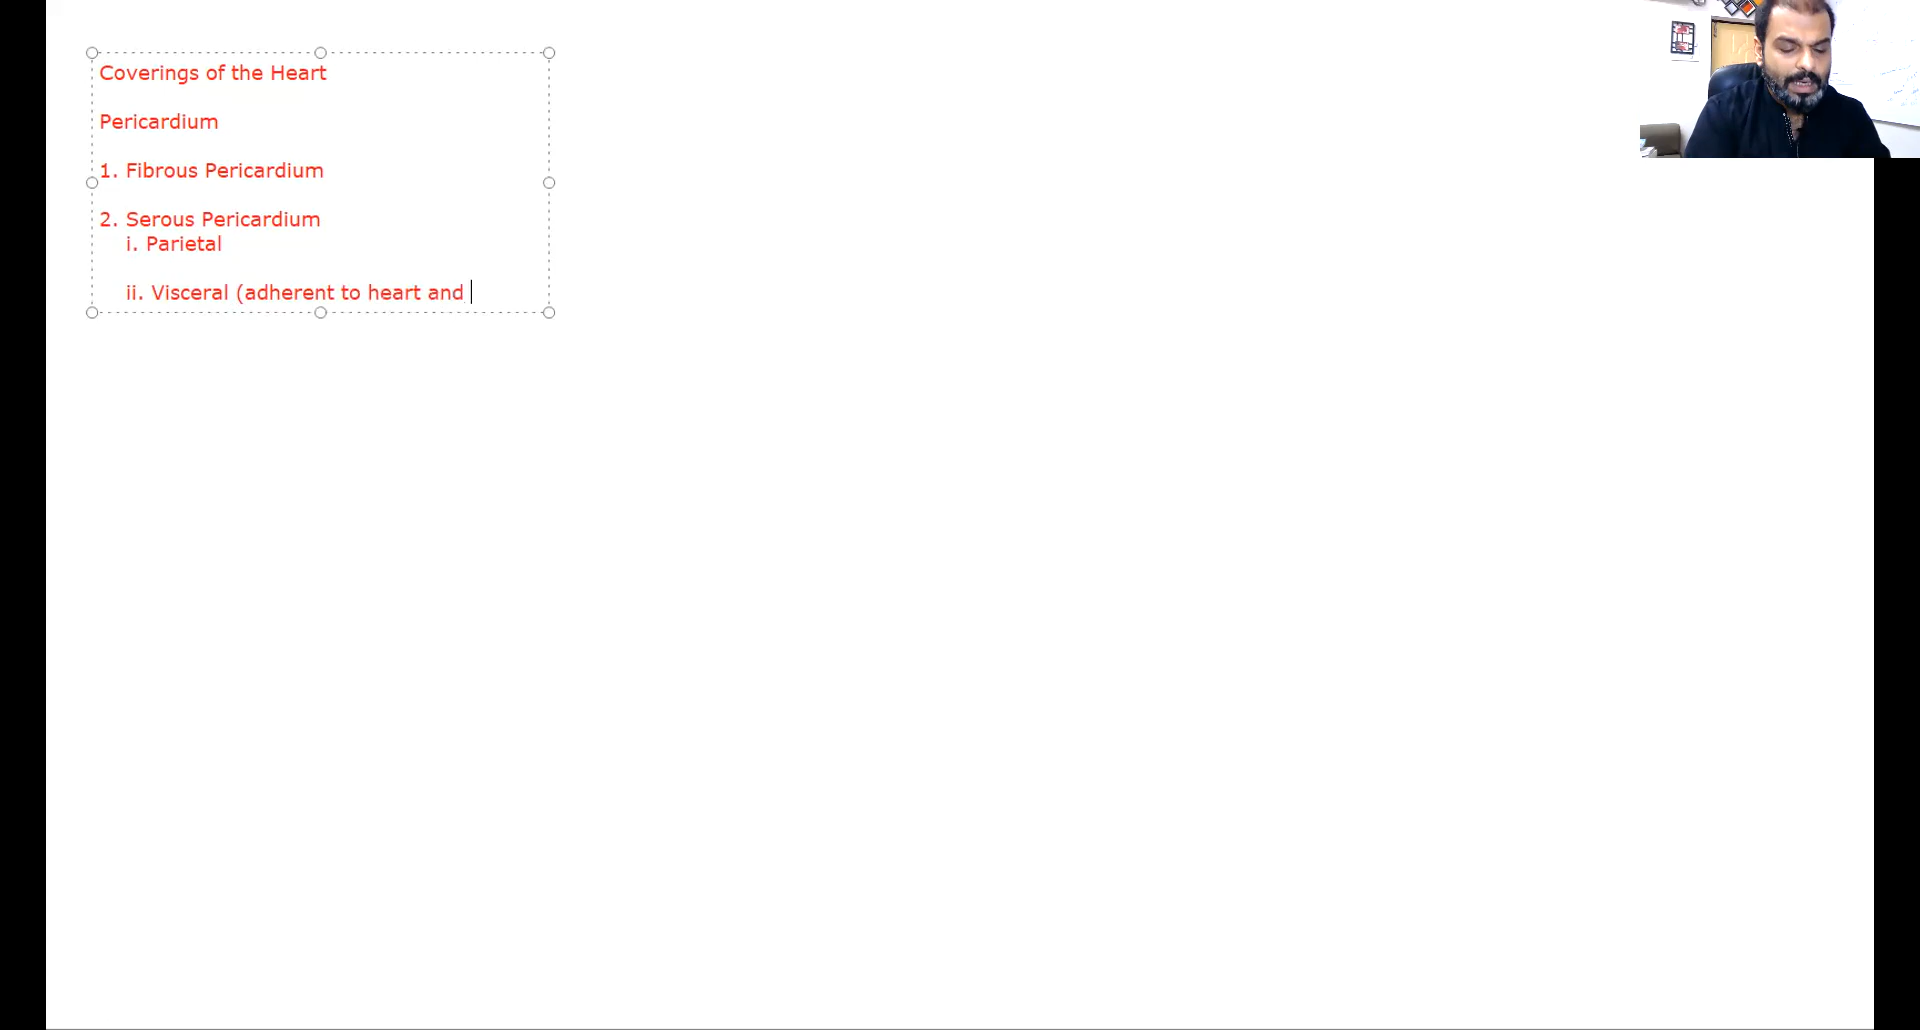 Coverings of the Heart
Pericardium
1. Fibrous Pericardium
2. Serous Pericardium
i. Parietal
ii. Visceral (adherent to heart and